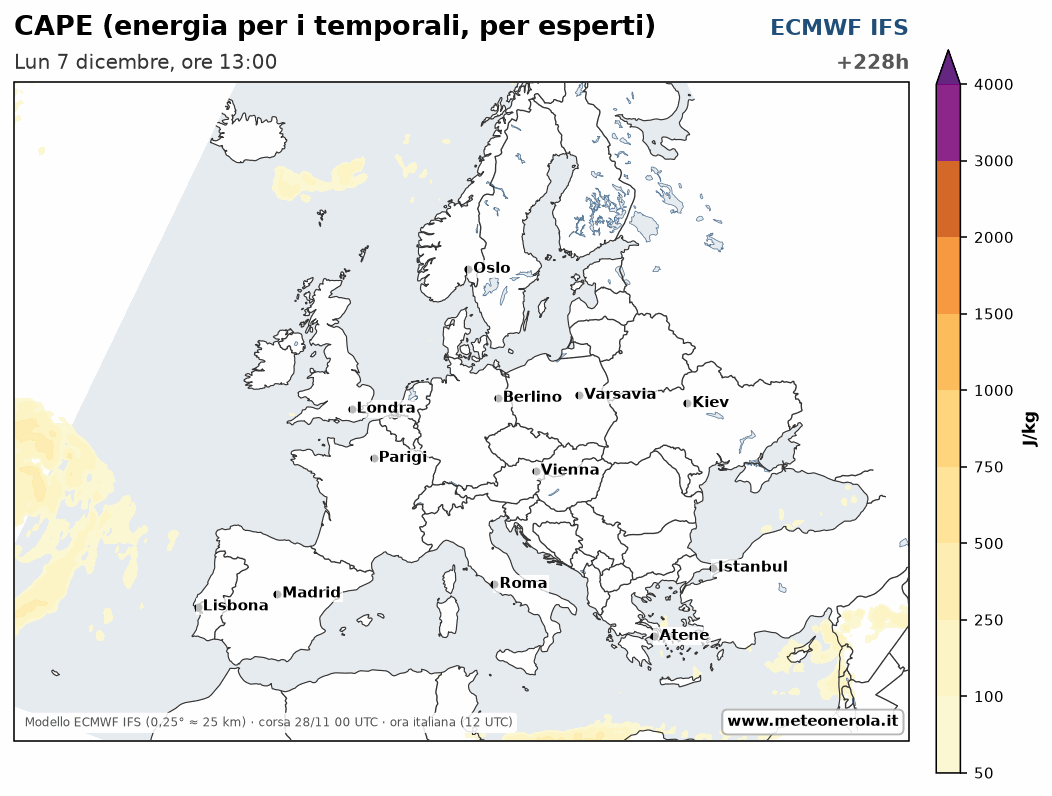 CAPE (energia per i temporali, per esperti)
ECMWF IFS
Lun 7 dicembre, ore 13:00
+228h
4000
3000
2000
1500
1000
750
500
250
100
50
J/kg
Oslo
Berlino
Varsavia
Kiev
Londra
Parigi
Vienna
Istanbul
Roma
Madrid
Lisbona
Atene
Modello ECMWF IFS (0,25° ≈ 25 km) · corsa 28/11 00 UTC · ora italiana (12 UTC)
www.meteonerola.it